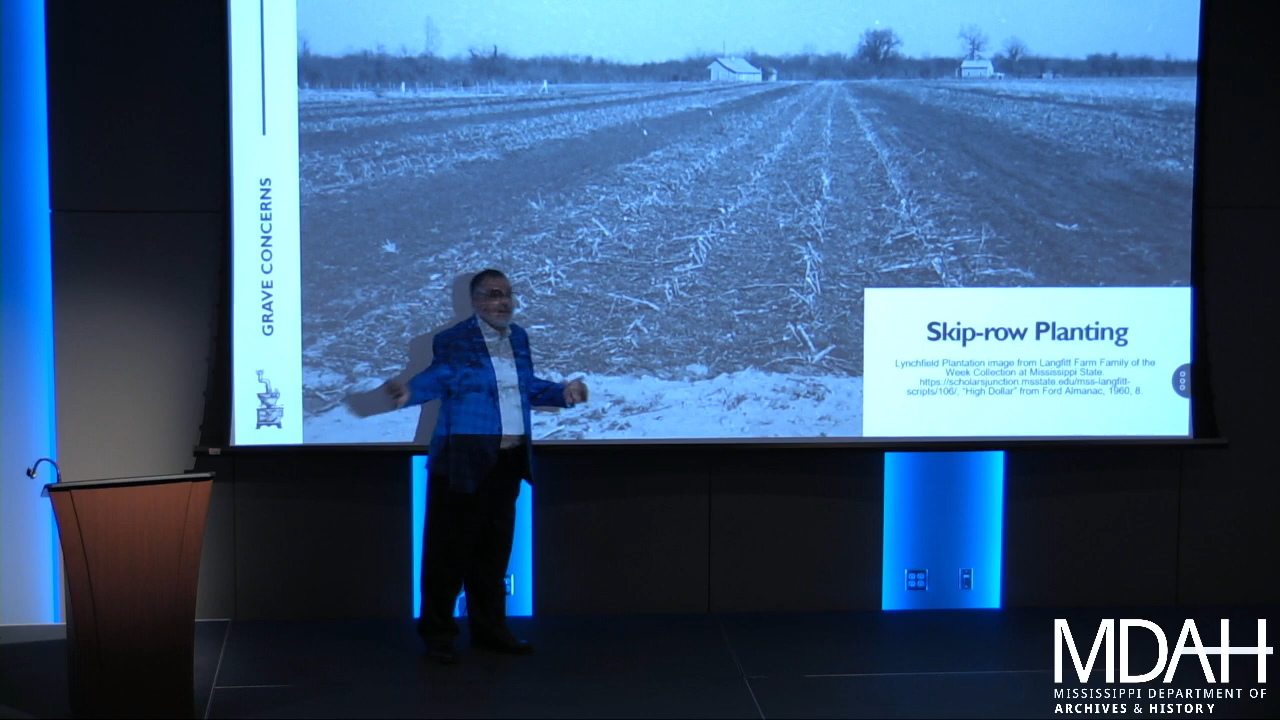 GRAVE CONCERNS
Skip-row Planting
Lynchfield Plantation image from Langfitt Farm Family of the
Week Collection at Mississippi State.
https://scholarsjunction.msstate.edu/mss-langfitt-
scripts/106/. "High Dollar" from Ford Almanac, 1960, 8.
MDAH
MISSISSIPPI DEPARTMENT OF
ARCHIVES & HISTORY